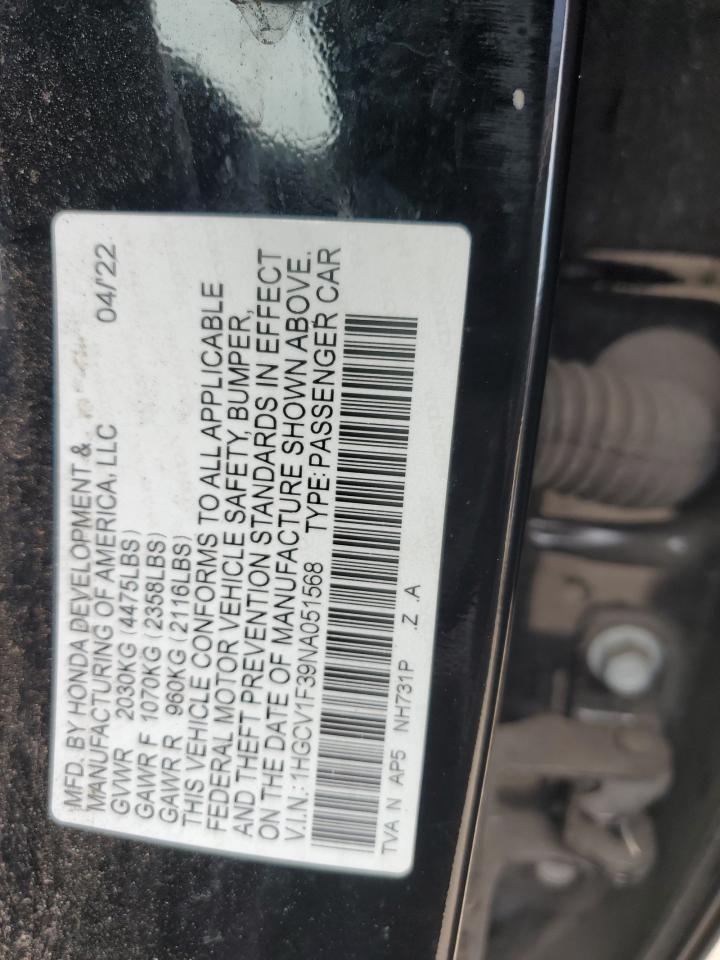 MFD. BY HONDA DEVELOPMENT &
MANUFACTURING OF AMERICA, LLC 04/'22
GVWR 2030KG (4475LBS)
GAWR F 1070KG (2358LBS)
GAWR R 960KG (2116LBS)
THIS VEHICLE CONFORMS TO ALL APPLICABLE
FEDERAL MOTOR VEHICLE SAFETY, BUMPER,
AND THEFT PREVENTION STANDARDS IN EFFECT
ON THE DATE OF MANUFACTURE SHOWN ABOVE.
V.I.N.: 1HGCV1F39NA051568 TYPE: PASSENGER CAR
TVA N AP5 NH731P .Z .A